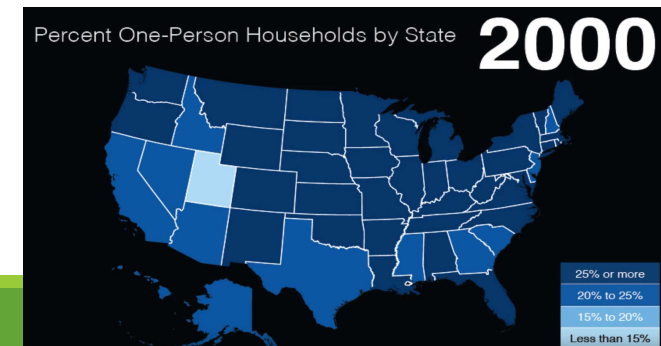 Percent One-Person Households by State 2000
25% or more
20% to 25%
15% to 20%
Less than 15%